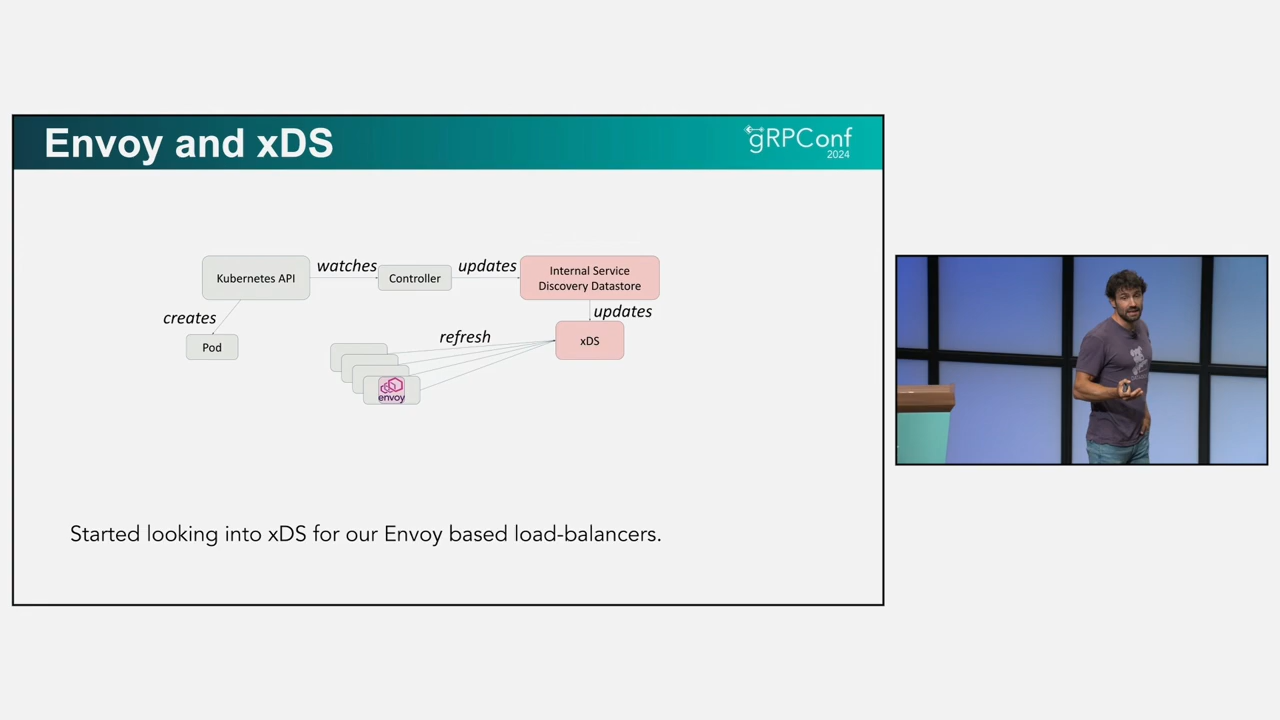 Envoy and xDS
gRPConf
2024
Kubernetes API
watches
Controller
updates
Internal Service
Discovery Datastore
creates
updates
Pod
refresh
xDS
envoy
Started looking into xDS for our Envoy based load-balancers.